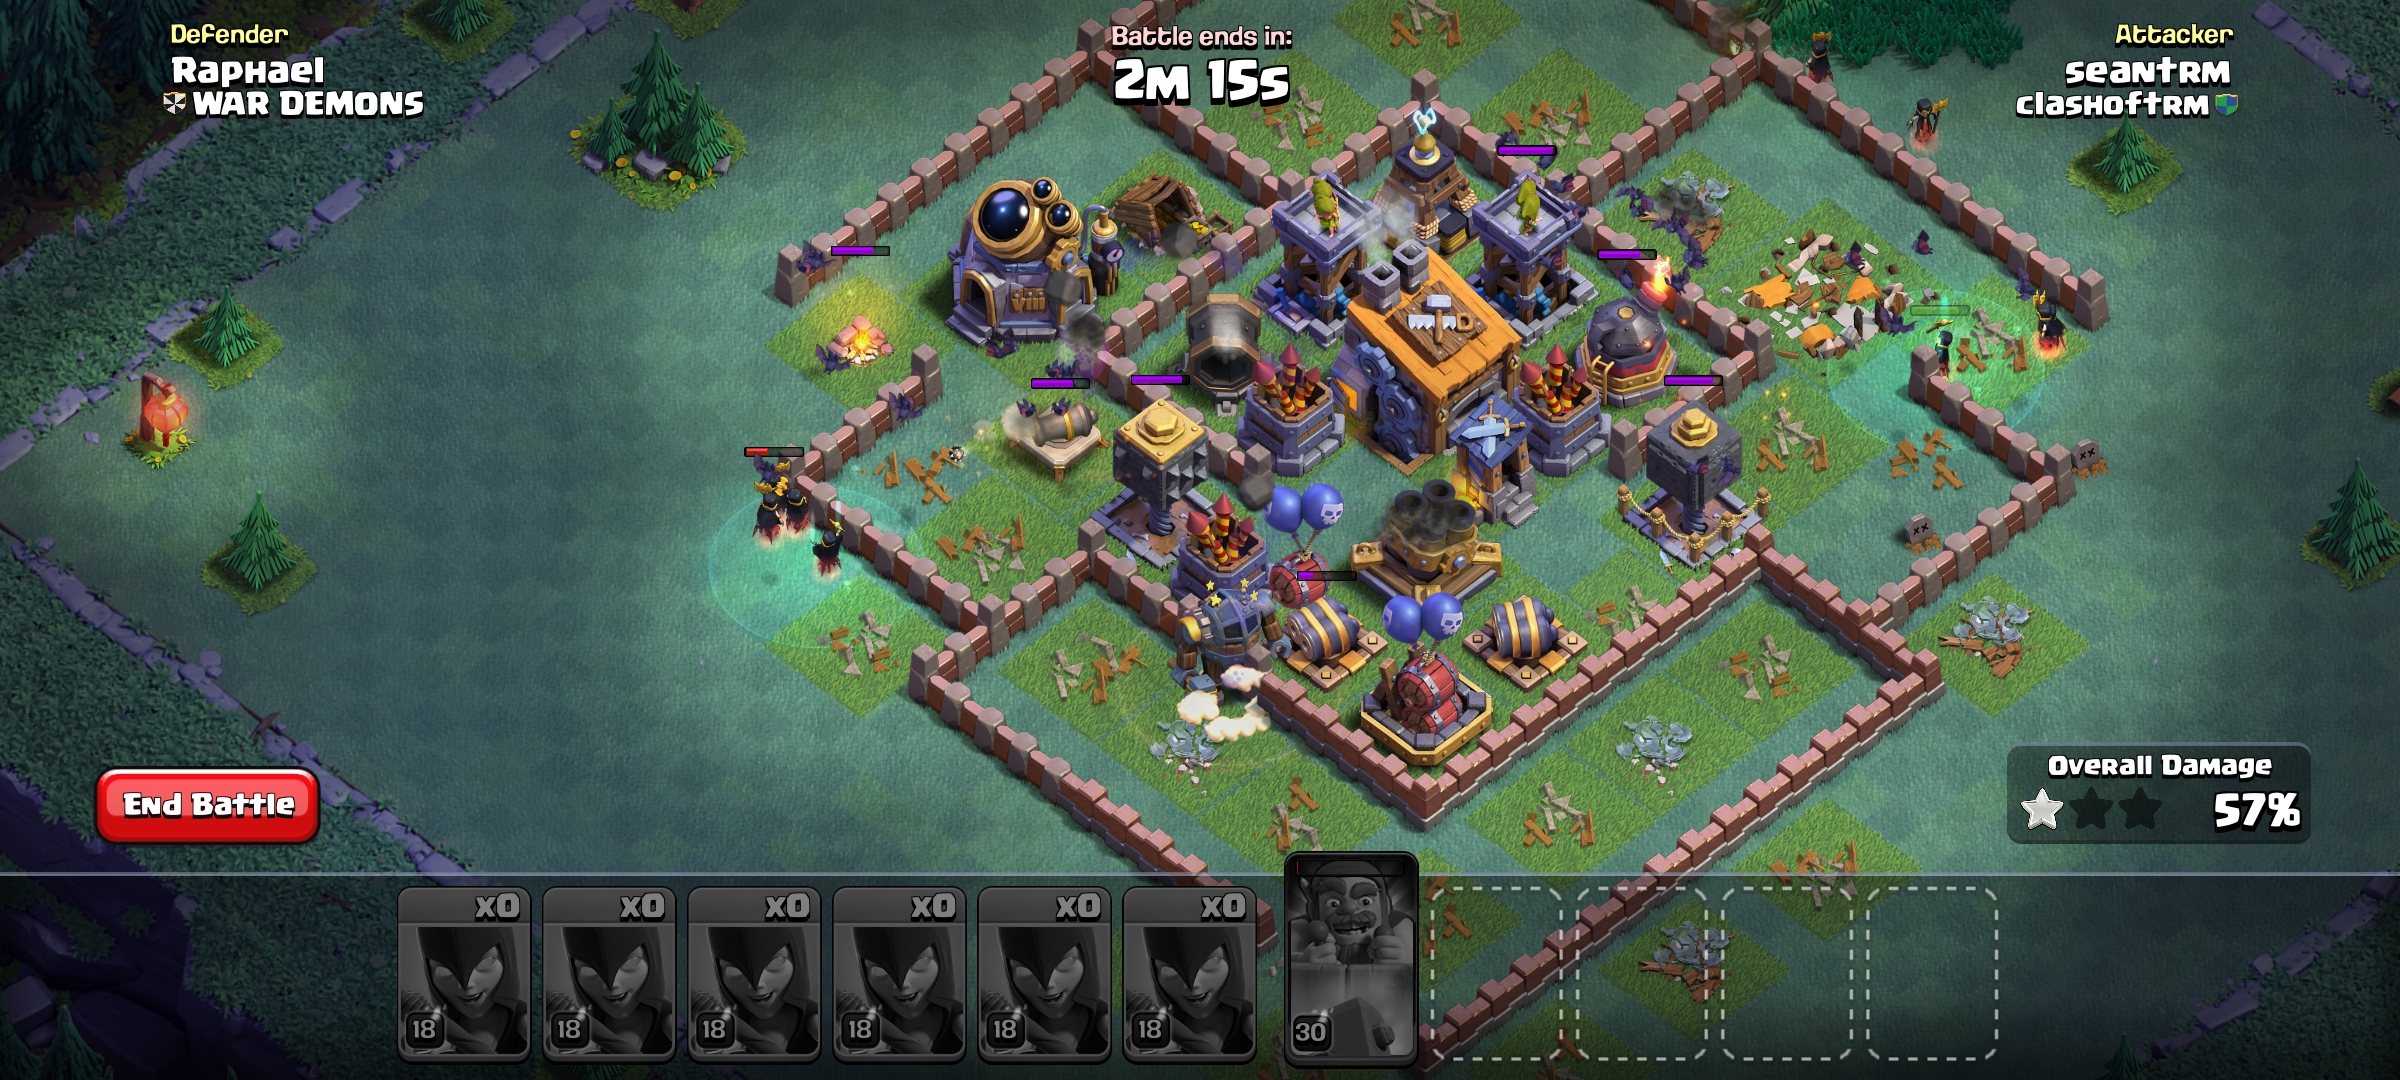 Defender
Raphael
WAR DEMONS
Battle ends in:
2M 15s
Attacker
seantrm
clashoftrm
End Battle
Overall Damage
57%
x0
x0
x0
x0
x0
x0
18
18
18
18
18
18
30